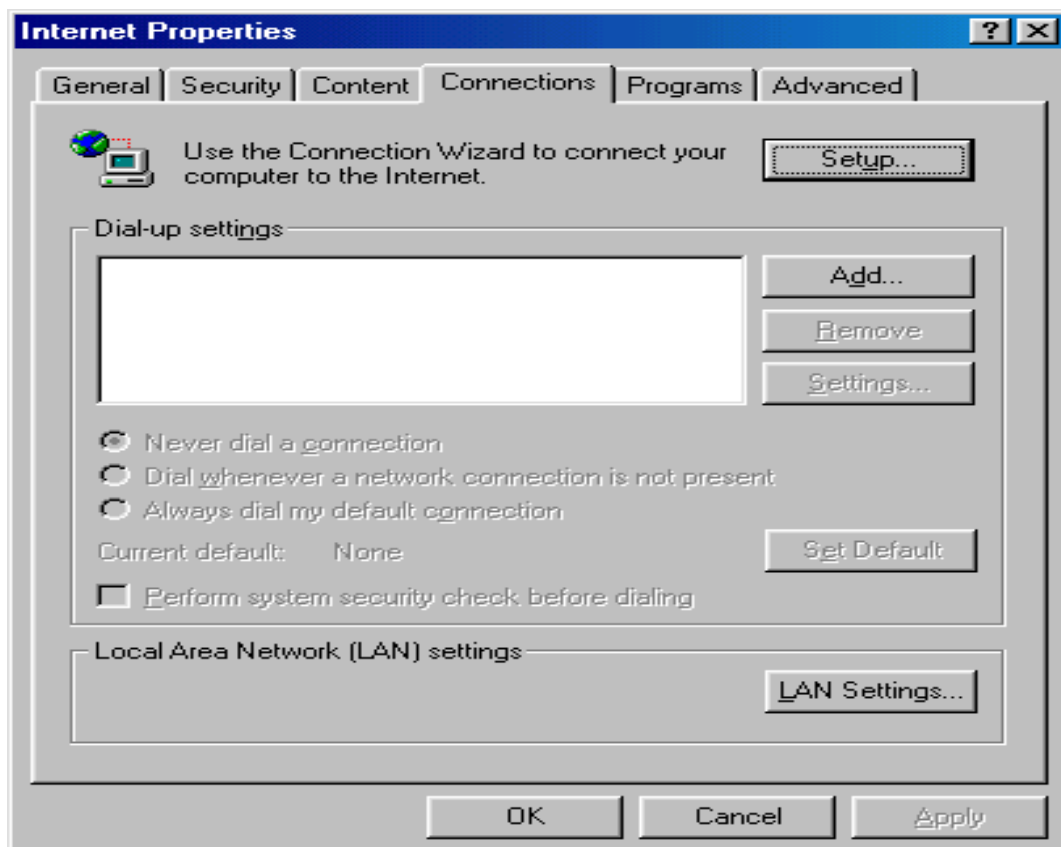 Internet Properties
General Security Content Connections Programs Advanced
Use the Connection Wizard to connect your
computer to the Internet.
Setup...
Dial-up settings
Add...
Remove
Settings...
Never dial a connection
Dial whenever a network connection is not present
Always dial my default connection
Current default: None
Set Default
Perform system security check before dialing
Local Area Network (LAN) settings
LAN Settings...
OK Cancel Apply